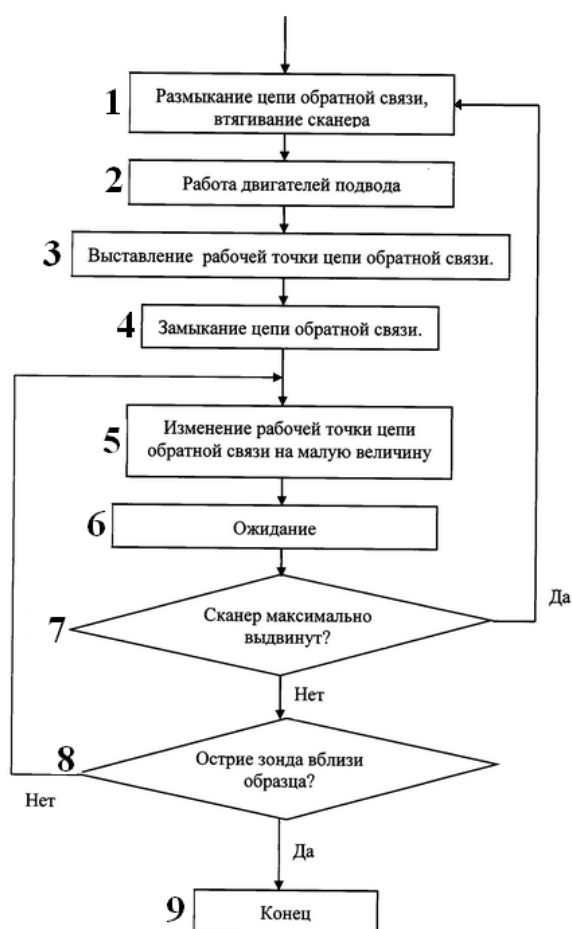 1
Размыкание цепи обратной связи,
втягивание сканера
2
Работа двигателей подвода
3
Выставление рабочей точки цепи обратной связи.
4
Замыкание цепи обратной связи.
5
Изменение рабочей точки цепи
обратной связи на малую величину
6
Ожидание
7
Сканер максимально
выдвинут?
Да
Нет
8
Острие зонда вблизи
образца?
Нет
Да
9
Конец